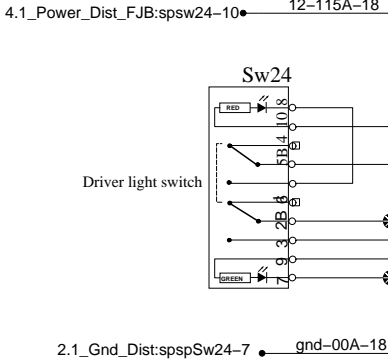 4.1_Power_Dist_FJB:spsw24-10 12-115A-18
Sw24
RED
8
10
4
5B
Driver light switch
6
2B
3
9
GREEN
7
2.1_Gnd_Dist:spspSw24-7 gnd-00A-18